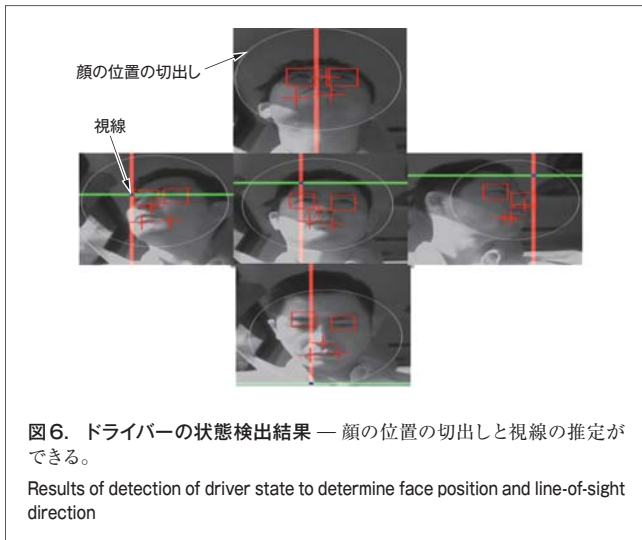 顔の位置の切出し
視線
図6. ドライバーの状態検出結果 — 顔の位置の切出しと視線の推定が
できる。
Results of detection of driver state to determine face position and line-of-sight
direction